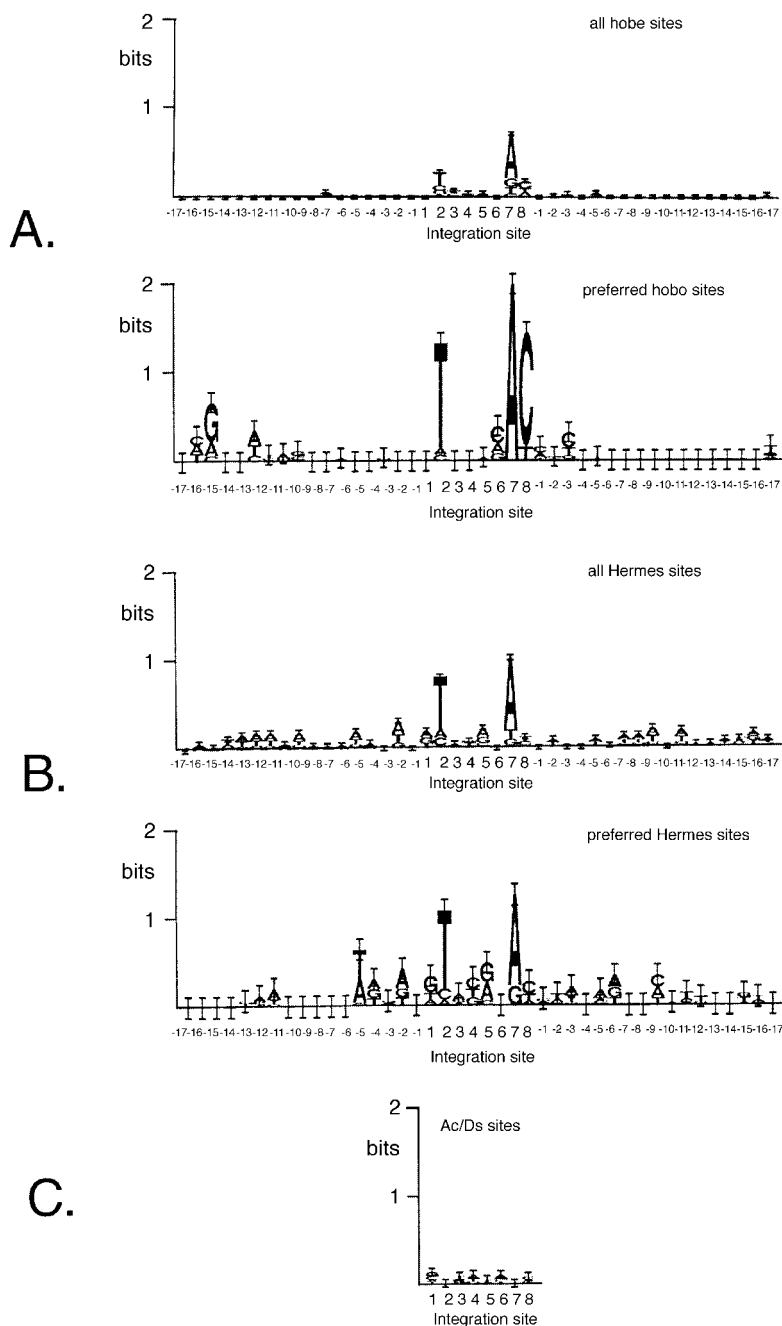 2
all hobe sites
bits
1
A.
-17 -16 -15 -14 -13 -12 -11 -10 -9 -8 -7 -6 -5 -4 -3 -2 -1 1 2 3 4 5 6 7 8 -1 -2 -3 -4 -5 -6 -7 -8 -9 -10 -11 -12 -13 -14 -15 -16 -17
Integration site
2
preferred hobo sites
bits
1
T
G
A
C
-17 -16 -15 -14 -13 -12 -11 -10 -9 -8 -7 -6 -5 -4 -3 -2 -1 1 2 3 4 5 6 7 8 -1 -2 -3 -4 -5 -6 -7 -8 -9 -10 -11 -12 -13 -14 -15 -16 -17
Integration site
2
all Hermes sites
bits
1
T
A
B.
-17 -16 -15 -14 -13 -12 -11 -10 -9 -8 -7 -6 -5 -4 -3 -2 -1 1 2 3 4 5 6 7 8 -1 -2 -3 -4 -5 -6 -7 -8 -9 -10 -11 -12 -13 -14 -15 -16 -17
Integration site
2
preferred Hermes sites
bits
1
T
A
-17 -16 -15 -14 -13 -12 -11 -10 -9 -8 -7 -6 -5 -4 -3 -2 -1 1 2 3 4 5 6 7 8 -1 -2 -3 -4 -5 -6 -7 -8 -9 -10 -11 -12 -13 -14 -15 -16 -17
Integration site
2
Ac/Ds sites
bits
1
C.
1 2 3 4 5 6 7 8
Integration site